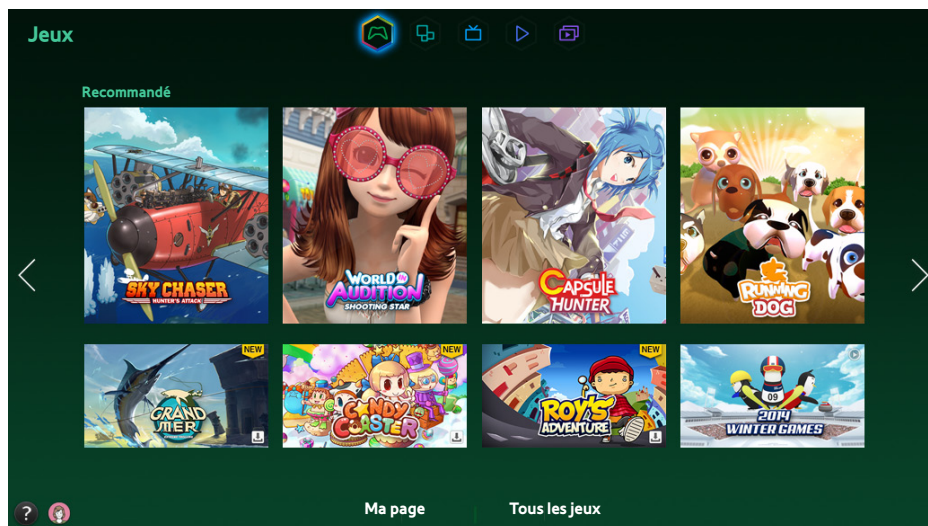 Jeux
Recommandé
SKY CHASER
HUNTER'S ATTACK
WORLD IN
AUDITION
SHOOTING STAR
CAPSULE
HUNTER
RUNNING
DOG
NEW
GRAND
MER
NEW
CANDY
COASTER
NEW
ROY'S
ADVENTURE
09
2014
WINTER GAMES
?
Ma page
Tous les jeux